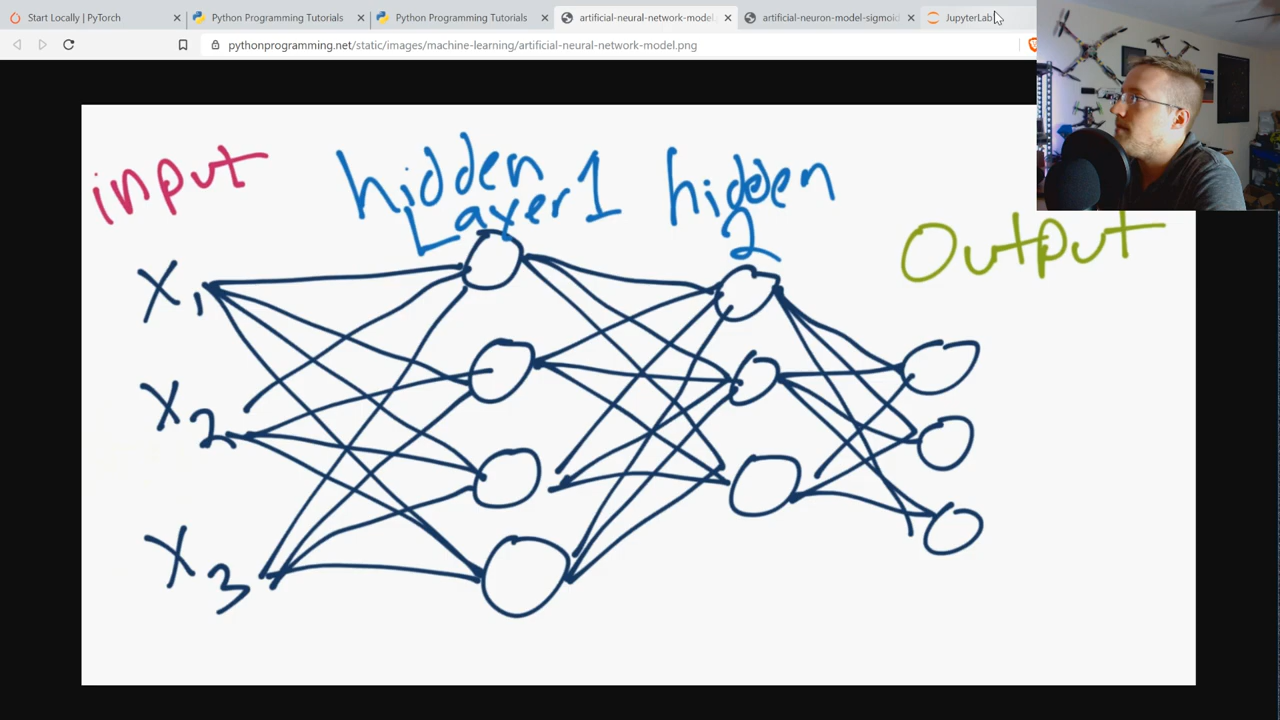 Start Locally | PyTorch
Python Programming Tutorials
Python Programming Tutorials
artificial-neural-network-model.
artificial-neuron-model-sigmoid
JupyterLab
pythonprogramming.net/static/images/machine-learning/artificial-neural-network-model.png
input
hidden
Layer 1
hidden
2
Output
X1
X2
X3